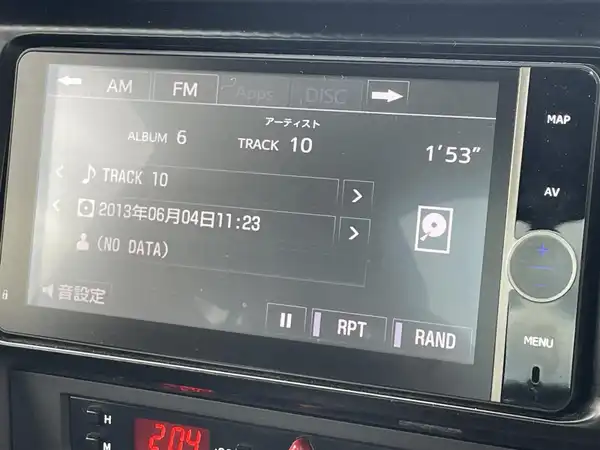 AM FM Apps DISC
MAP
アーティスト
ALBUM 6 TRACK 10
1'53"
TRACK 10
AV
2013年06月04日11:23
(NO DATA)
音設定
RPT RAND
MENU
H
M
204